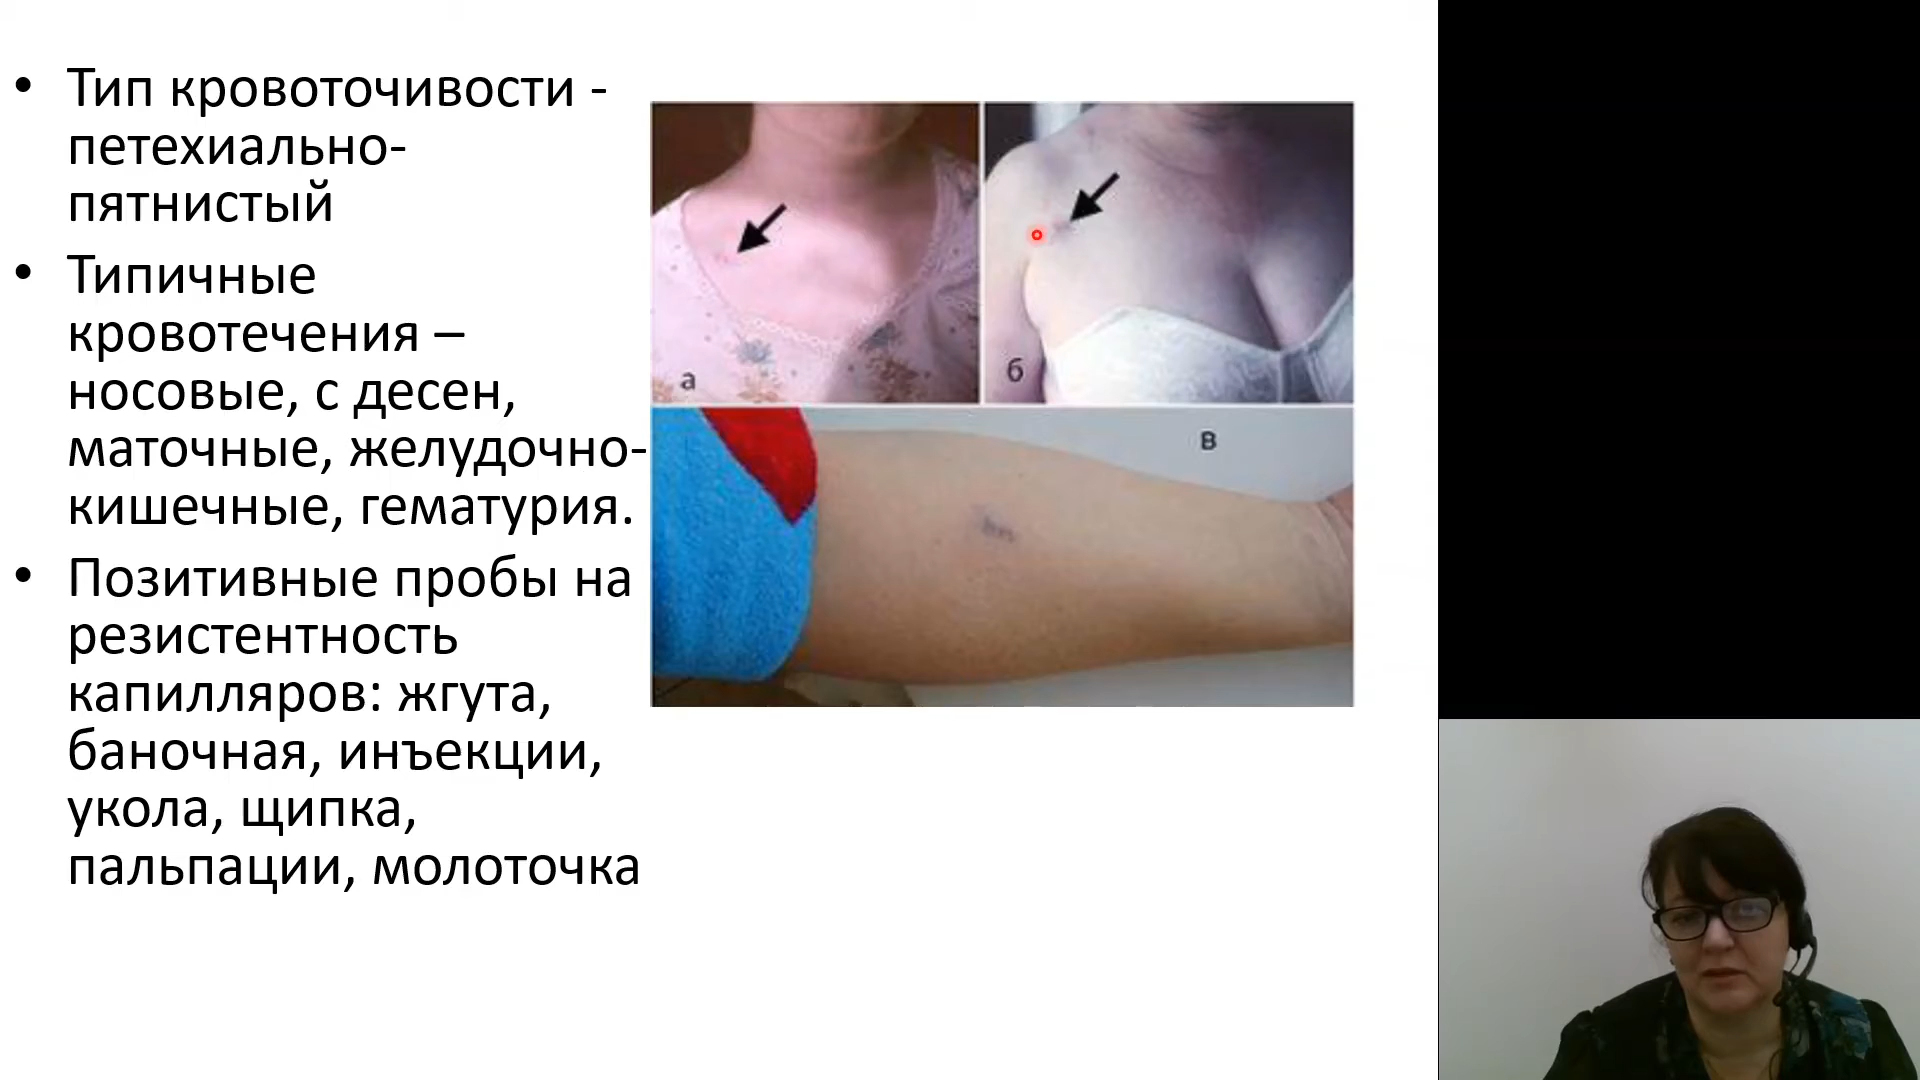 • Тип кровоточивости -
петехиально-
пятнистый
• Типичные
кровотечения –
носовые, с десен,
маточные, желудочно-
кишечные, гематурия.
• Позитивные пробы на
резистентность
капилляров: жгута,
баночная, инъекции,
укола, щипка,
пальпации, молоточка
а
б
в